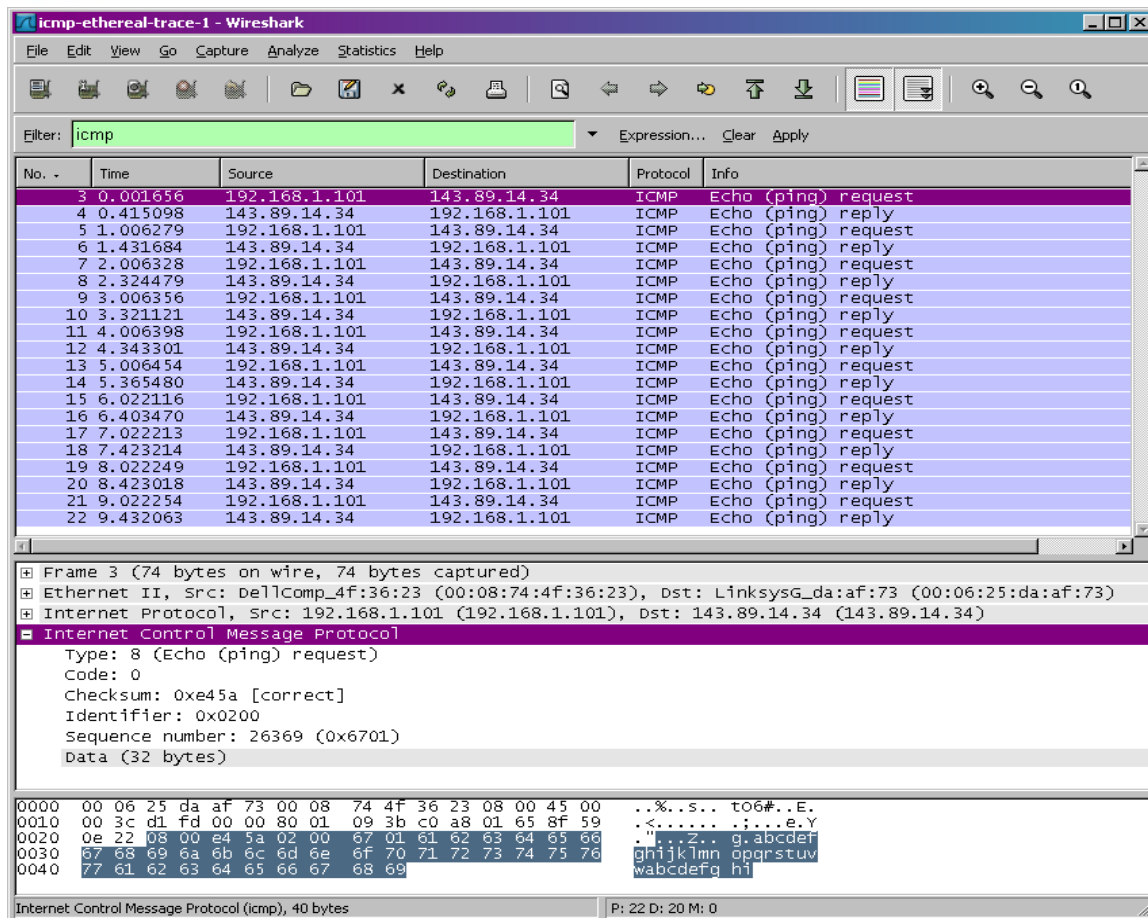 icmp-ethereal-trace-1 - Wireshark
File Edit View Go Capture Analyze Statistics Help
Filter: icmp Expression... Clear Apply
No. Time Source Destination Protocol Info
3 0.001656 192.168.1.101 143.89.14.34 ICMP Echo (ping) request
4 0.415098 143.89.14.34 192.168.1.101 ICMP Echo (ping) reply
5 1.006279 192.168.1.101 143.89.14.34 ICMP Echo (ping) request
6 1.431684 143.89.14.34 192.168.1.101 ICMP Echo (ping) reply
7 2.006328 192.168.1.101 143.89.14.34 ICMP Echo (ping) request
8 2.324479 143.89.14.34 192.168.1.101 ICMP Echo (ping) reply
9 3.006356 192.168.1.101 143.89.14.34 ICMP Echo (ping) request
10 3.321121 143.89.14.34 192.168.1.101 ICMP Echo (ping) reply
11 4.006398 192.168.1.101 143.89.14.34 ICMP Echo (ping) request
12 4.343301 143.89.14.34 192.168.1.101 ICMP Echo (ping) reply
13 5.006454 192.168.1.101 143.89.14.34 ICMP Echo (ping) request
14 5.365480 143.89.14.34 192.168.1.101 ICMP Echo (ping) reply
15 6.022116 192.168.1.101 143.89.14.34 ICMP Echo (ping) request
16 6.403470 143.89.14.34 192.168.1.101 ICMP Echo (ping) reply
17 7.022213 192.168.1.101 143.89.14.34 ICMP Echo (ping) request
18 7.423214 143.89.14.34 192.168.1.101 ICMP Echo (ping) reply
19 8.022249 192.168.1.101 143.89.14.34 ICMP Echo (ping) request
20 8.423018 143.89.14.34 192.168.1.101 ICMP Echo (ping) reply
21 9.022254 192.168.1.101 143.89.14.34 ICMP Echo (ping) request
22 9.432063 143.89.14.34 192.168.1.101 ICMP Echo (ping) reply
Frame 3 (74 bytes on wire, 74 bytes captured)
Ethernet II, Src: DellComp_4f:36:23 (00:08:74:4f:36:23), Dst: LinksysG_da:af:73 (00:06:25:da:af:73)
Internet Protocol, Src: 192.168.1.101 (192.168.1.101), Dst: 143.89.14.34 (143.89.14.34)
Internet Control Message Protocol
Type: 8 (Echo (ping) request)
Code: 0
Checksum: 0xe45a [correct]
Identifier: 0x0200
Sequence number: 26369 (0x6701)
Data (32 bytes)
0000 00 06 25 da af 73 00 08 74 4f 36 23 08 00 45 00 ..%..s.. tO6#..E.
0010 00 3c d1 fd 00 00 80 01 09 3b c0 a8 01 65 8f 59 .<...... .;...e.Y
0020 0e 22 08 00 e4 5a 02 00 67 01 61 62 63 64 65 66 ."...Z.. g.abcdef
0030 67 68 69 6a 6b 6c 6d 6e 6f 70 71 72 73 74 75 76 ghijklmn opqrstuv
0040 77 61 62 63 64 65 66 67 68 69 wabcdefg hi
Internet Control Message Protocol (icmp), 40 bytes P: 22 D: 20 M: 0